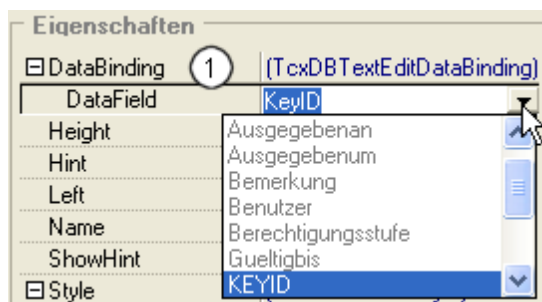 Eigenschaften
DataBinding 1 (TcxDBTextEditDataBinding)
DataField KeyID
Height Ausgegebenan
Hint Ausgegebenum
Left Bemerkung
Benutzer
Name Berechtigungsstufe
ShowHint Gueltigbis
Style KEYID